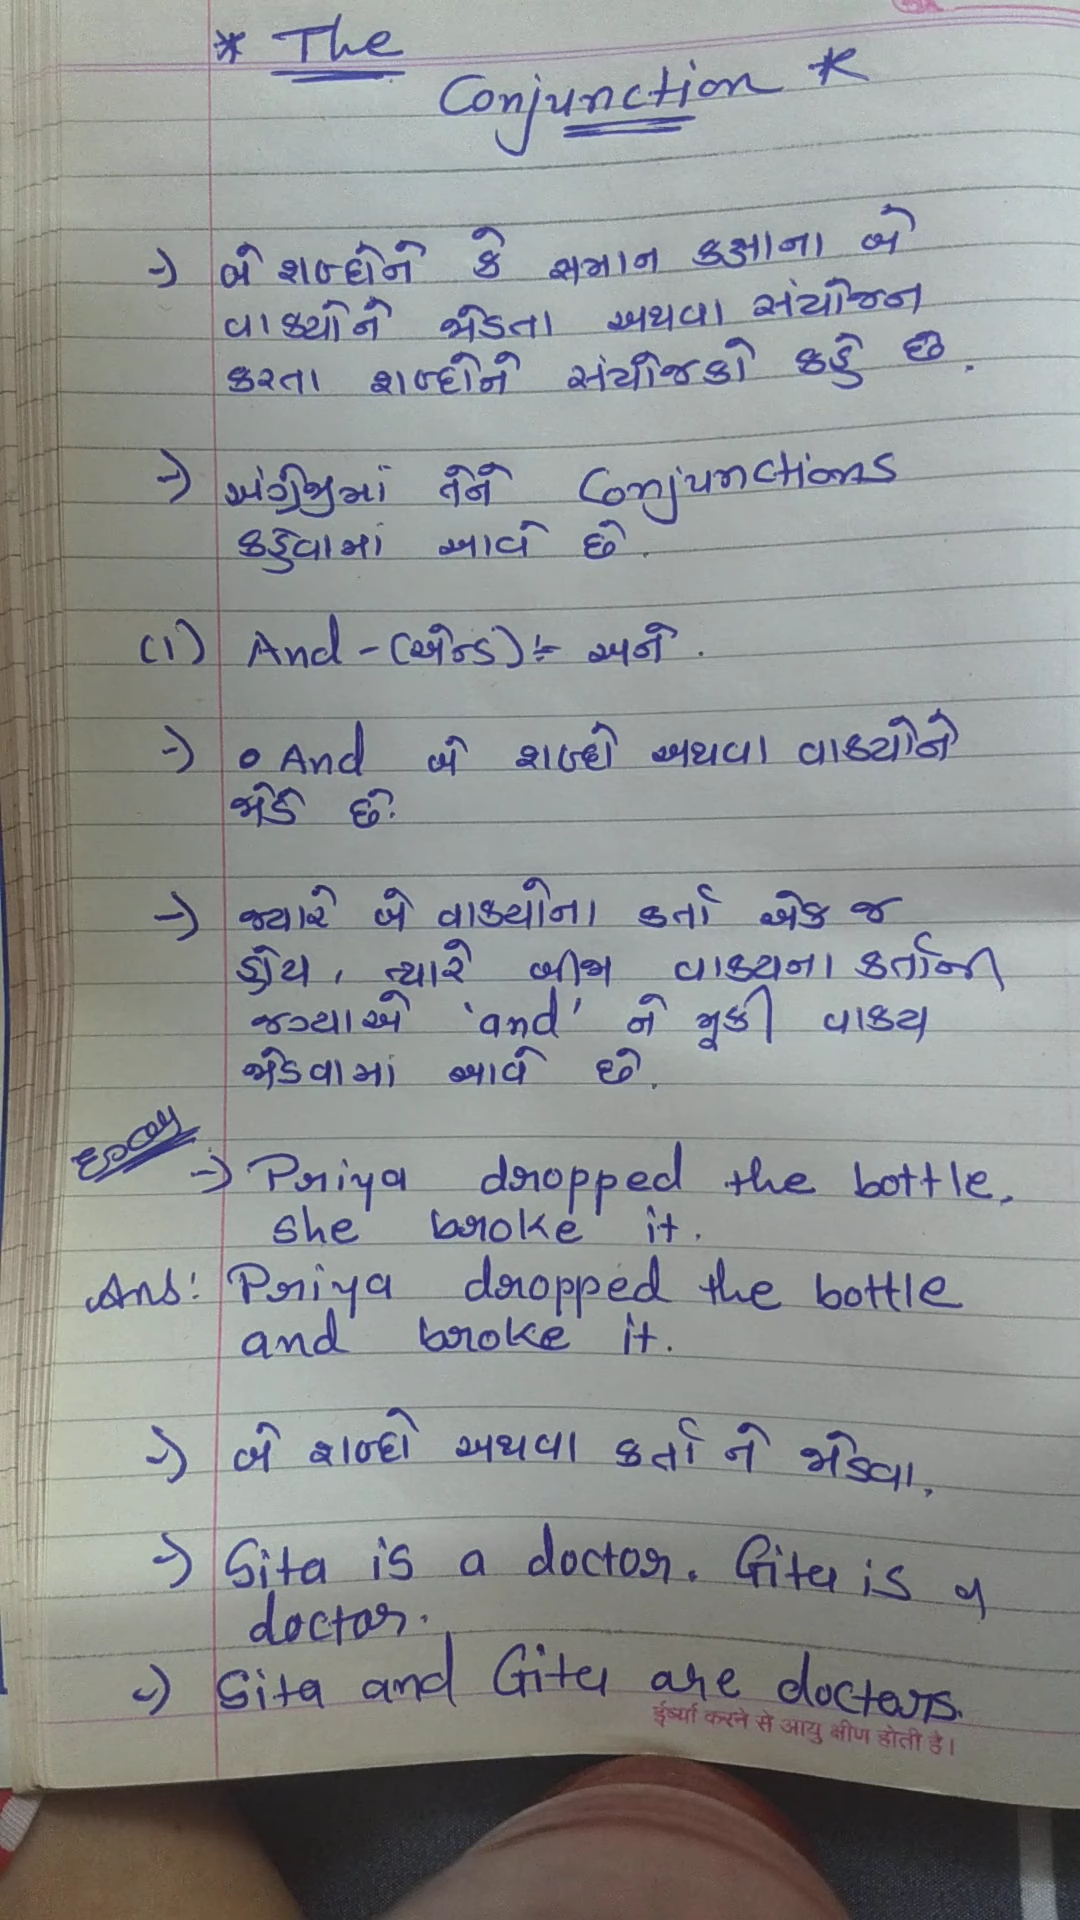 * The
Conjunction *
→ બે શબ્દોને કે સમાન કક્ષાના બે
વાક્યોને જોડતા અથવા સંયોજન
કરતા શબ્દોને સંયોજકો કહે છે.
→ અંગ્રેજીમાં તેને Conjunctions
કહેવામાં આવે છે.
(1) And - (એન્ડ) :- અને.
→ • And બે શબ્દો અથવા વાક્યોને
જોડે છે.
→ જ્યારે બે વાક્યોના કર્તા એક જ
હોય, ત્યારે બીજા વાક્યના કર્તાની
જગ્યાએ 'and' ને મૂકી વાક્ય
જોડવામાં આવે છે.
→ Priya dropped the bottle,
she broke it.
Ans: Priya dropped the bottle
and broke it.
→ બે શબ્દો અથવા કર્તા ને જોડવા,
→ Sita is a doctor. Gita is a
doctor.
→ Sita and Gita are doctors.
ईर्ष्या करने से आयु क्षीण होती है।